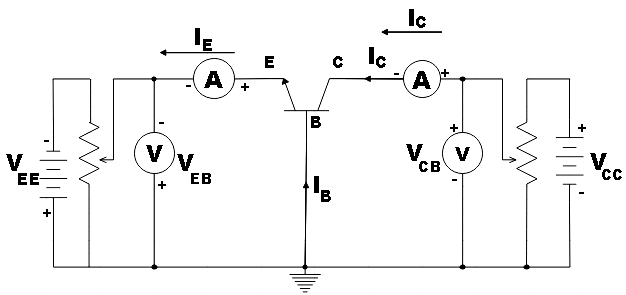 I_C
I_E
E C I_C
- A + - A +
B
- + +
V_EE - V V_EB V_CB V V_CC
+ + I_B - -